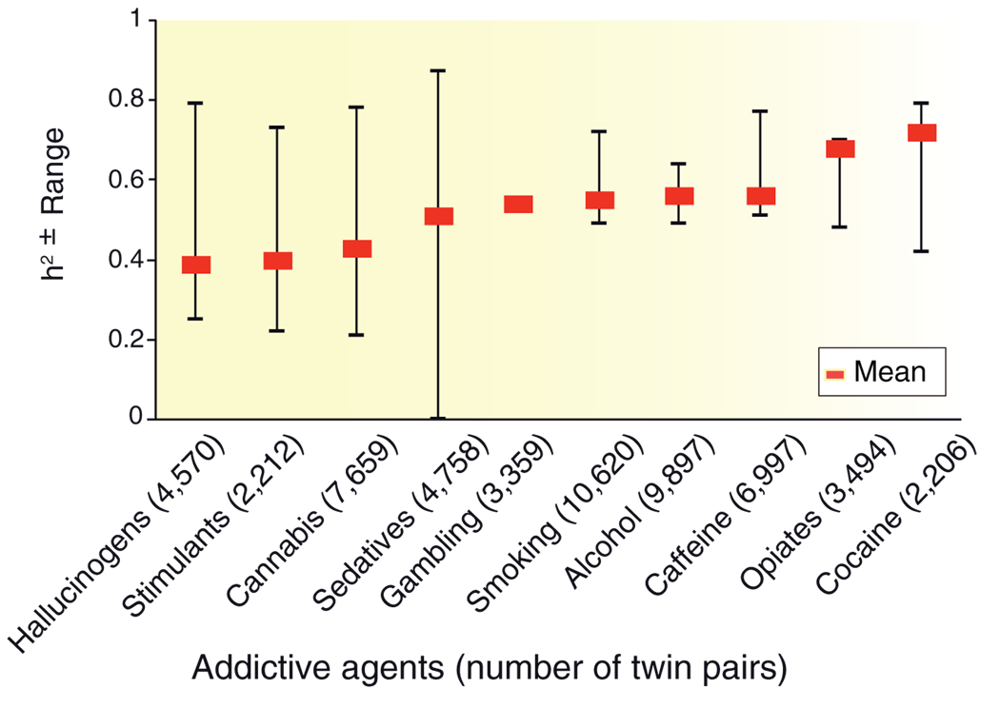 1
0.8
0.6
0.4
0.2
0
h² ± Range
Mean
Hallucinogens (4,570)
Stimulants (2,212)
Cannabis (7,659)
Sedatives (4,758)
Gambling (3,359)
Smoking (10,620)
Alcohol (9,897)
Caffeine (6,997)
Opiates (3,494)
Cocaine (2,206)
Addictive agents (number of twin pairs)